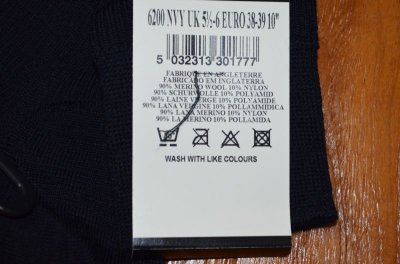 6200 NVY UK 5½-6 EURO 38-39 10"
5 032313 301777
FABRIQUE EN ANGLETERRE
FABRICADO EM INGLATERRA
90% MERINO WOOL 10% NYLON
90% SCHURWOLLE 10% POLYAMID
90% LAINE VIERGE 10% POLYAMIDE
90% LANA VERGINE 10% POLLAMMIDICA
90% LANA MERINO 10% NYLON
90% LA MERINO 10% POLLAMIDA
WASH WITH LIKE COLOURS